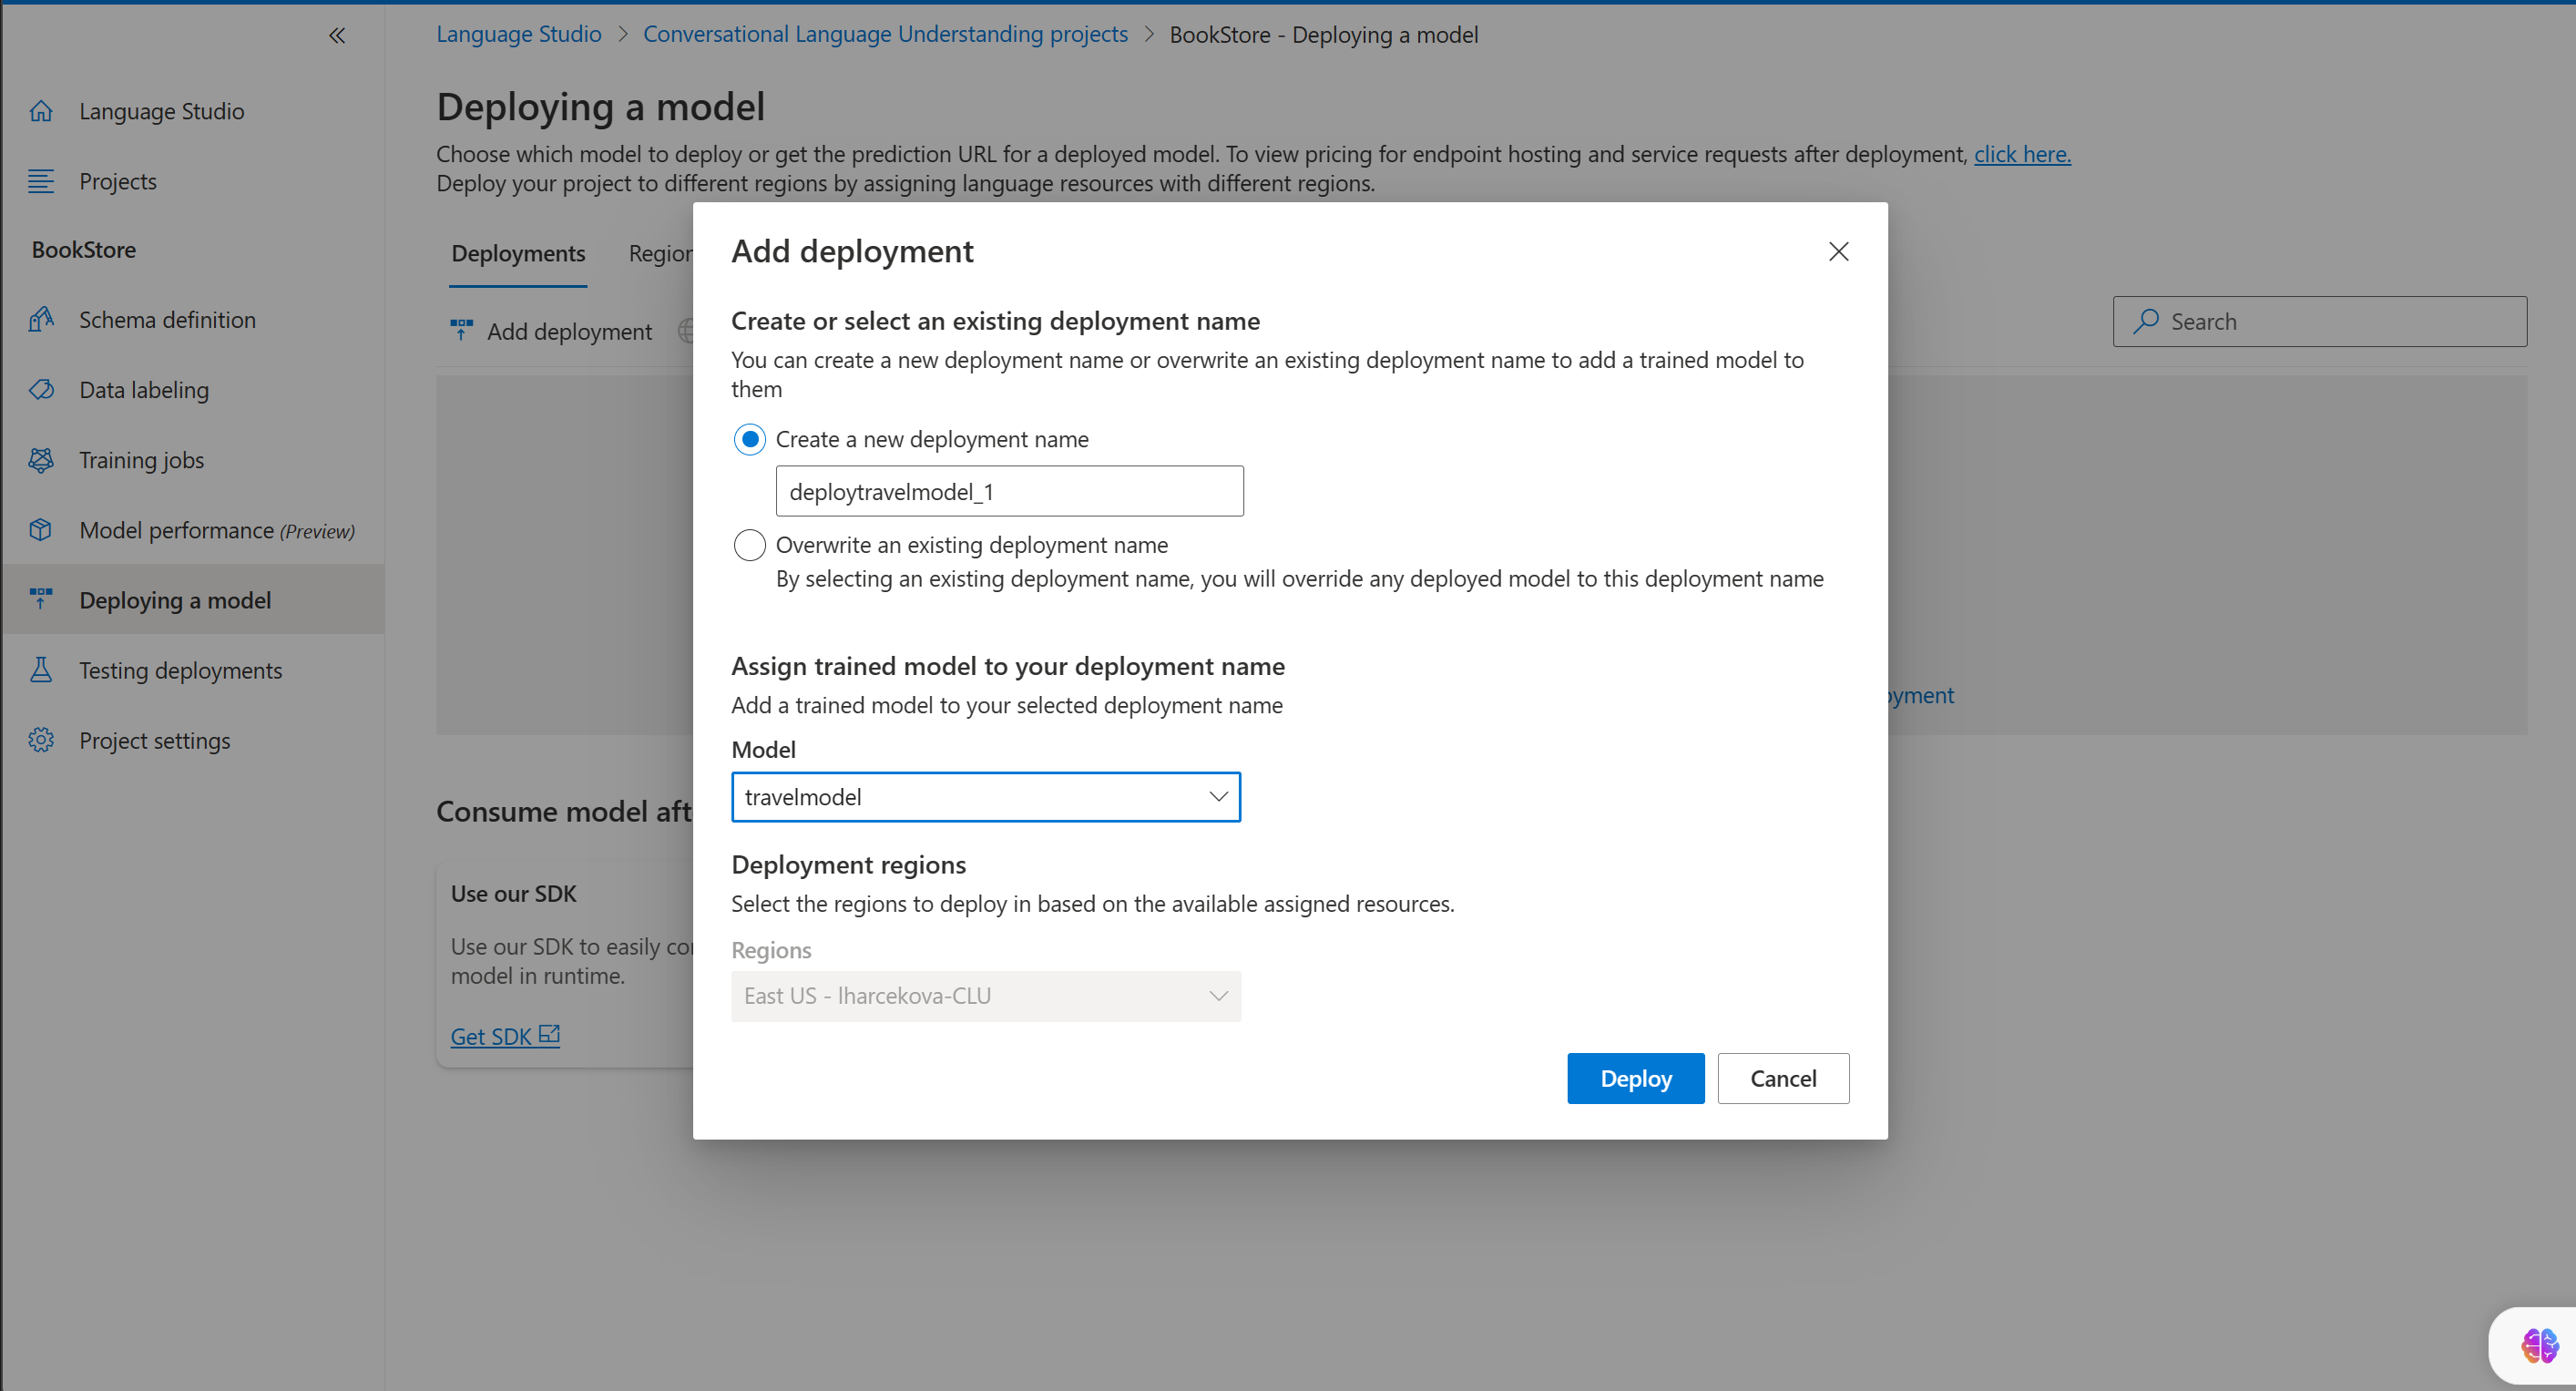 Language Studio > Conversational Language Understanding projects > BookStore - Deploying a model
Language Studio
Projects
BookStore
Schema definition
Data labeling
Training jobs
Model performance (Preview)
Deploying a model
Testing deployments
Project settings
Deploying a model
Choose which model to deploy or get the prediction URL for a deployed model. To view pricing for endpoint hosting and service requests after deployment, click here.
Deploy your project to different regions by assigning language resources with different regions.
Deployments
Add deployment
Search
Consume model
Use our SDK
Use our SDK to easily
model in runtime.
Get SDK
Add deployment
Create or select an existing deployment name
You can create a new deployment name or overwrite an existing deployment name to add a trained model to
them
Create a new deployment name
deploytravelmodel_1
Overwrite an existing deployment name
By selecting an existing deployment name, you will override any deployed model to this deployment name
Assign trained model to your deployment name
Add a trained model to your selected deployment name
Model
travelmodel
Deployment regions
Select the regions to deploy in based on the available assigned resources.
Regions
East US - lharcekova-CLU
Deploy
Cancel